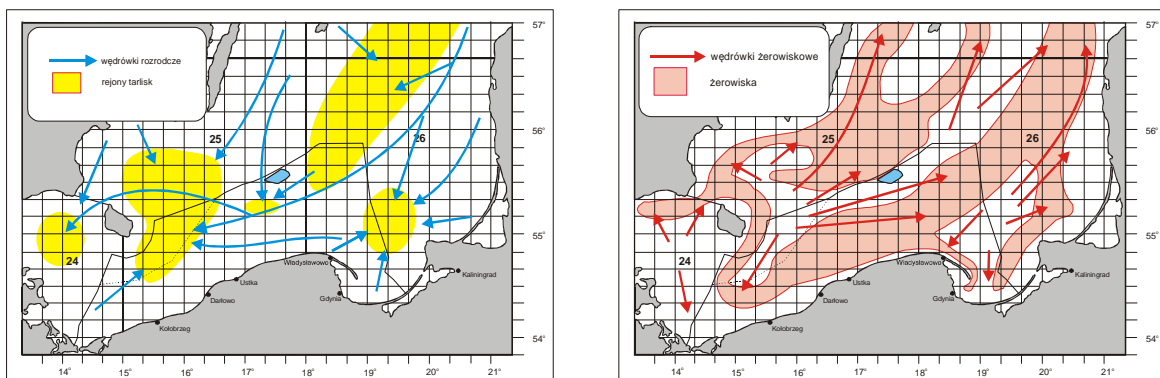 wędrówki rozrodcze
rejony tarlisk
57°
56°
55°
54°
25
26
24
Władysławowo
Kaliningrad
Ustka
Gdynia
Darłowo
Kołobrzeg
14° 15° 16° 17° 18° 19° 20° 21°
wędrówki żerowiskowe
żerowiska
57°
56°
55°
54°
25
26
24
Władysławowo
Kaliningrad
Ustka
Gdynia
Darłowo
Kołobrzeg
14° 15° 16° 17° 18° 19° 20° 21°